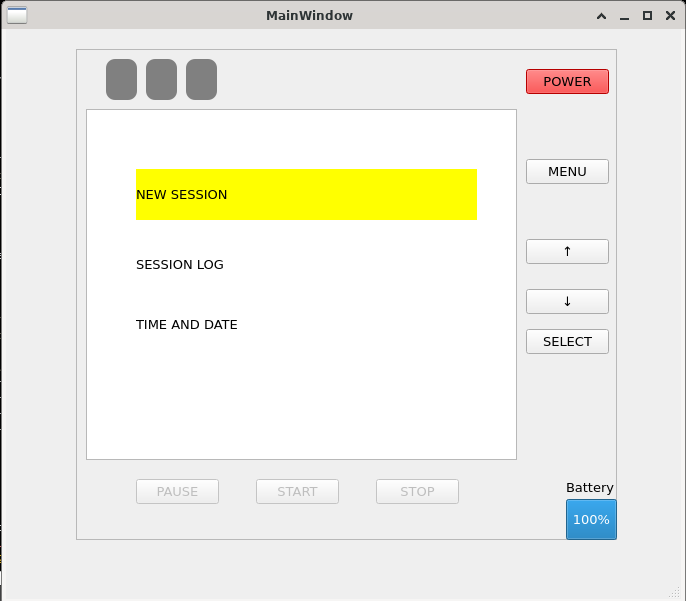 MainWindow
POWER
MENU
NEW SESSION
↑
SESSION LOG
↓
TIME AND DATE
SELECT
PAUSE
START
STOP
Battery
100%